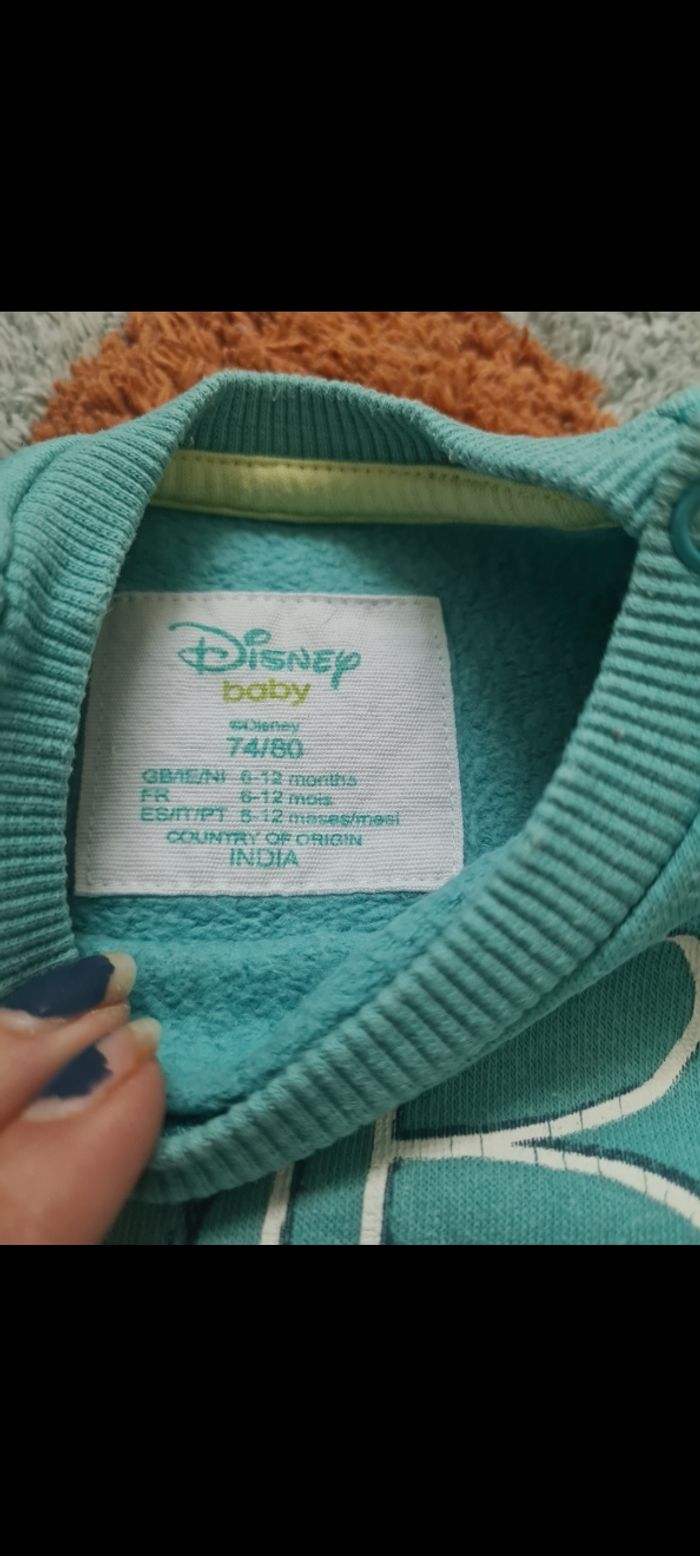 Disney
baby
©Disney
74/80
GB/IE/NI 6-12 months
FR 6-12 mois
ES/IT/PT 6-12 meses/mesi
COUNTRY OF ORIGIN
INDIA